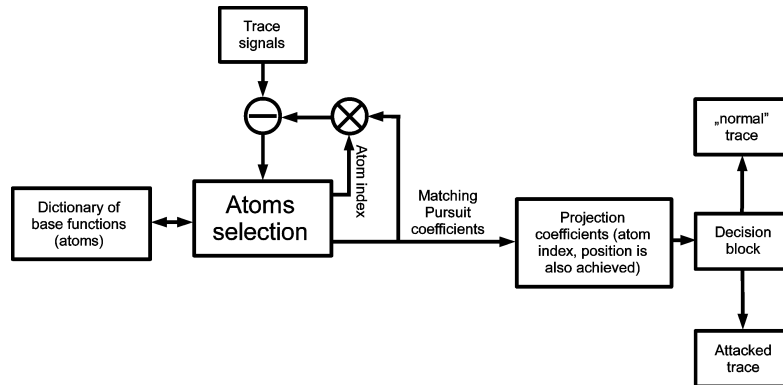 Trace
signals
„normal”
trace
Atom index
Dictionary of
base functions
(atoms)
Atoms
selection
Matching
Pursuit
coefficients
Projection
coefficients (atom
index, position is
also achieved)
Decision
block
Attacked
trace